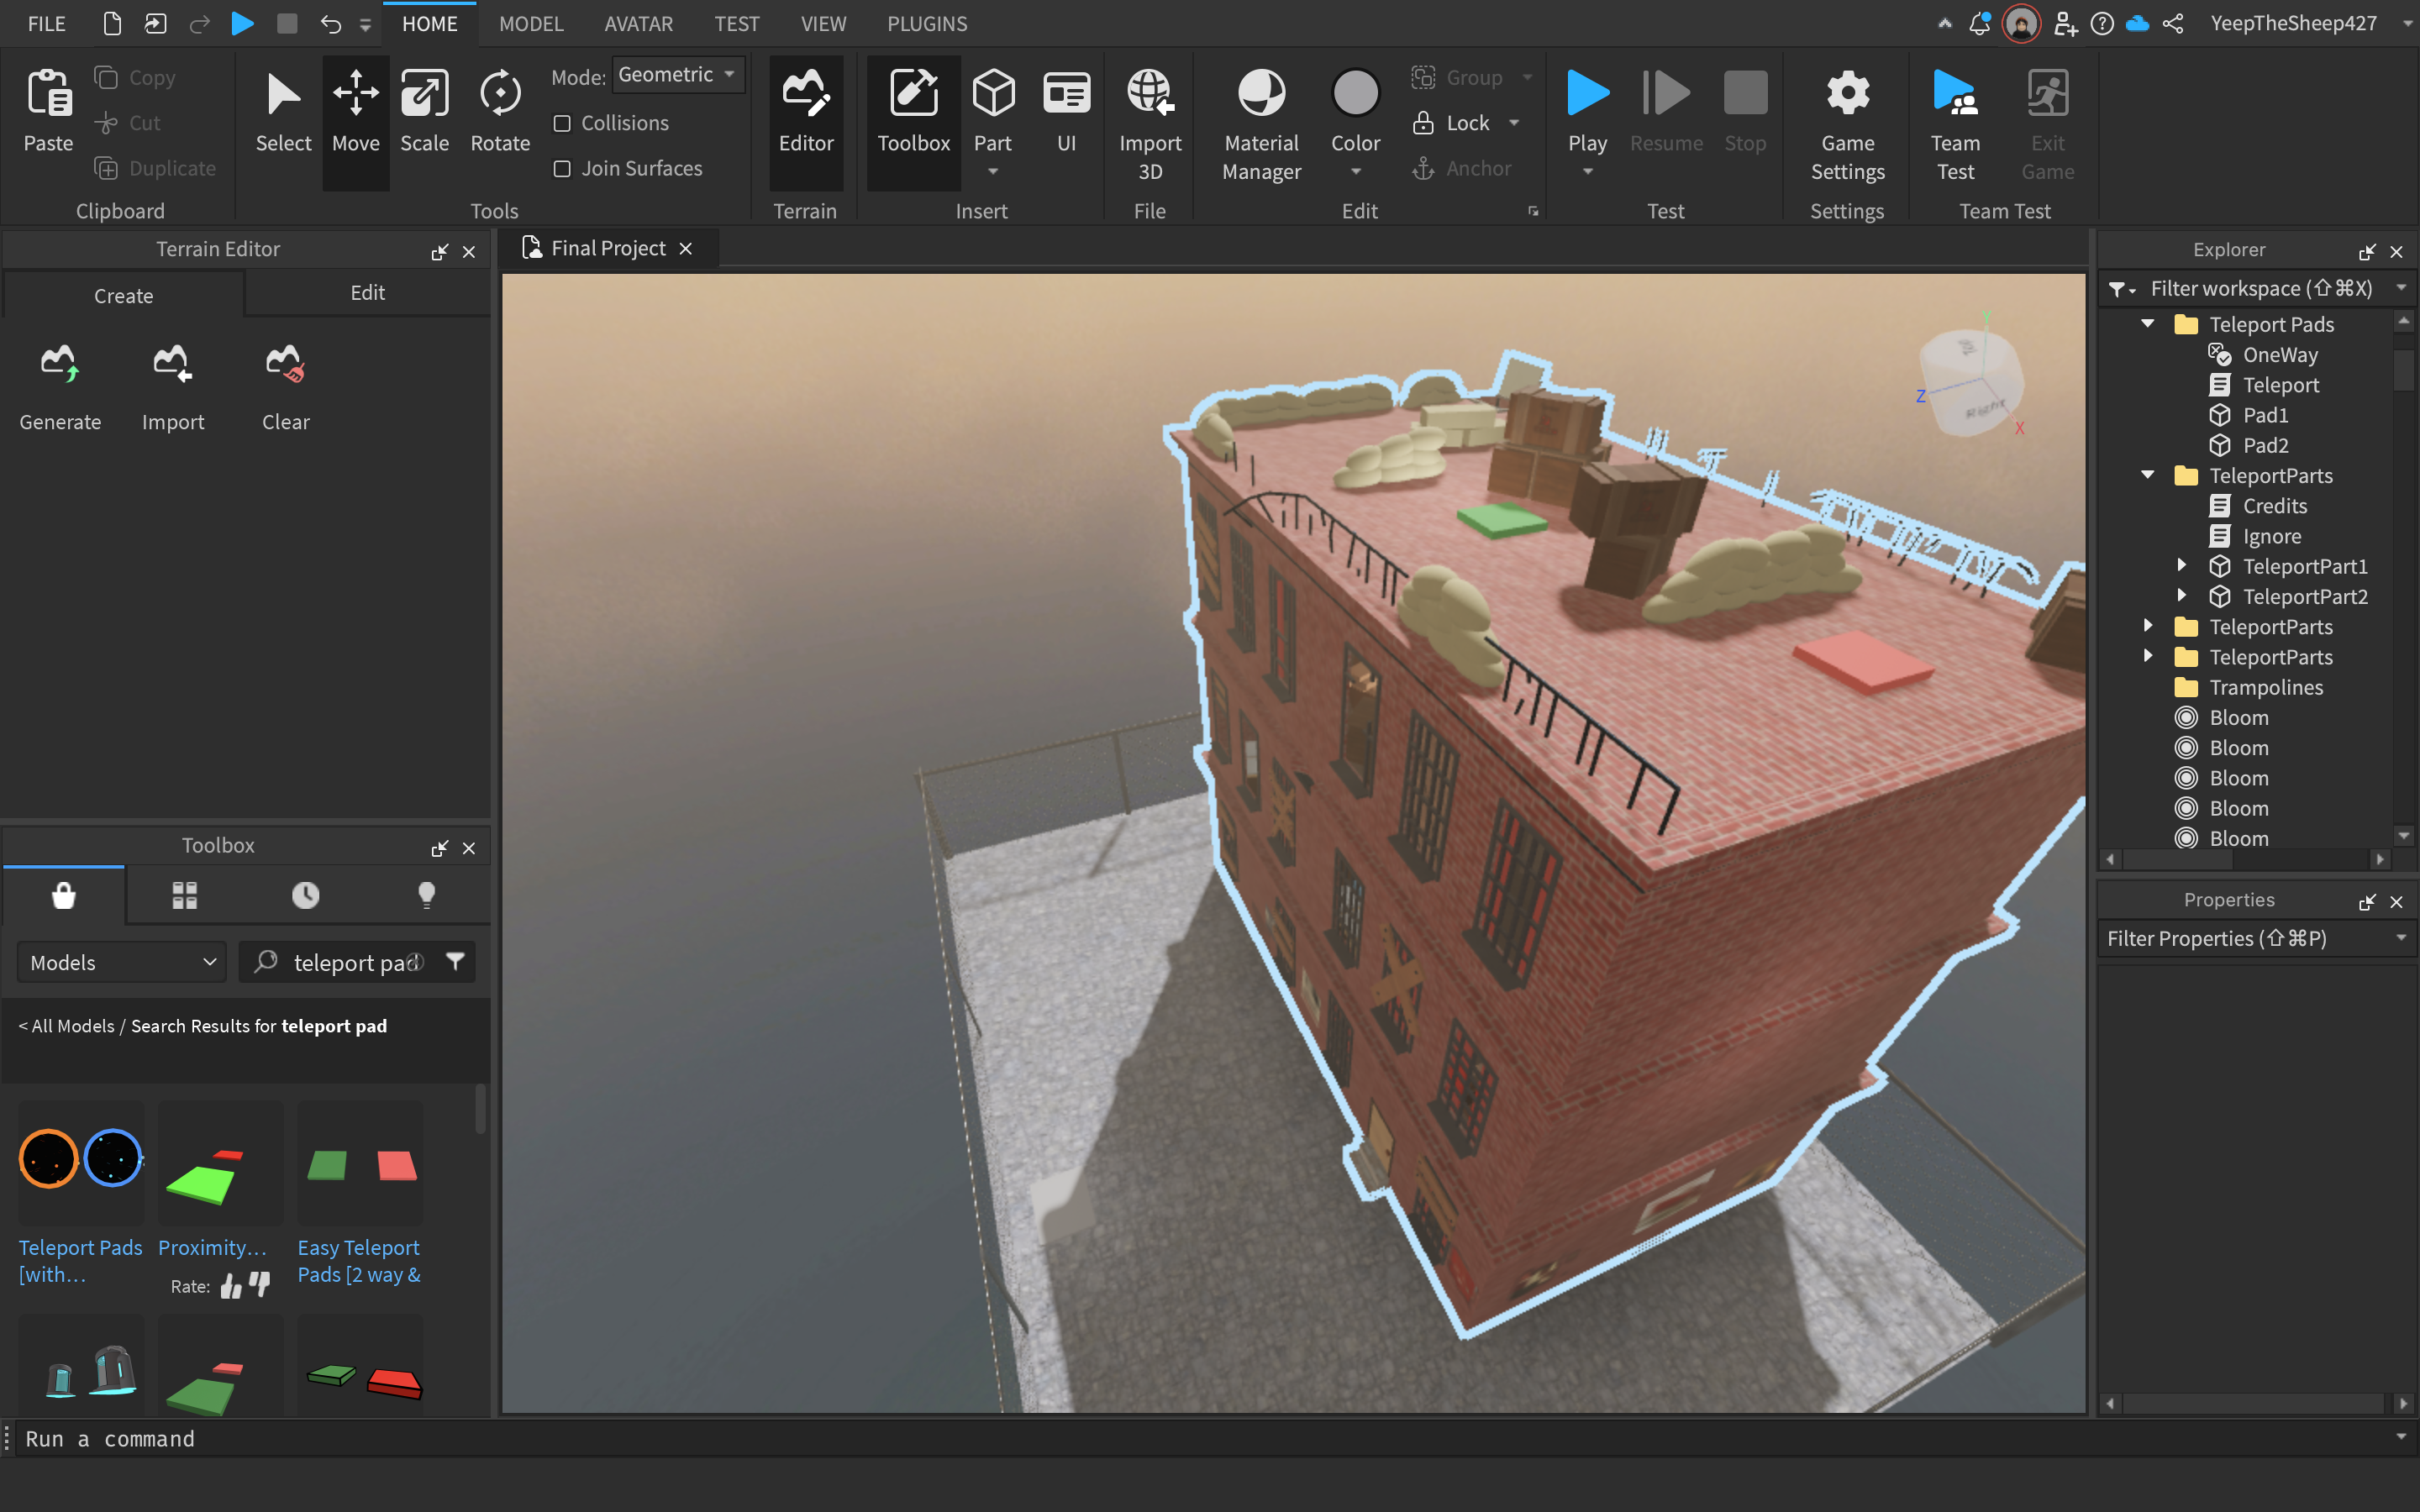 FILE
HOME
MODEL
AVATAR
TEST
VIEW
PLUGINS
YeepTheSheep427
Paste
Copy
Cut
Duplicate
Clipboard
Select
Move
Scale
Rotate
Mode: Geometric
Collisions
Join Surfaces
Tools
Editor
Terrain
Toolbox
Part
UI
Insert
Import
3D
File
Material
Manager
Color
Group
Lock
Anchor
Edit
Play
Resume
Stop
Test
Game
Settings
Settings
Team
Test
Exit
Game
Team Test
Terrain Editor
Create
Edit
Generate
Import
Clear
Final Project
Y
Z
X
Right
Explorer
Filter workspace (⇧⌘X)
Teleport Pads
OneWay
Teleport
Pad1
Pad2
TeleportParts
Credits
Ignore
TeleportPart1
TeleportPart2
TeleportParts
TeleportParts
Trampolines
Bloom
Bloom
Bloom
Bloom
Bloom
Properties
Filter Properties (⇧⌘P)
Toolbox
Models
teleport pad
< All Models / Search Results for teleport pad
Teleport Pads
[with...
Proximity...
Rate:
Easy Teleport
Pads [2 way &
Run a command